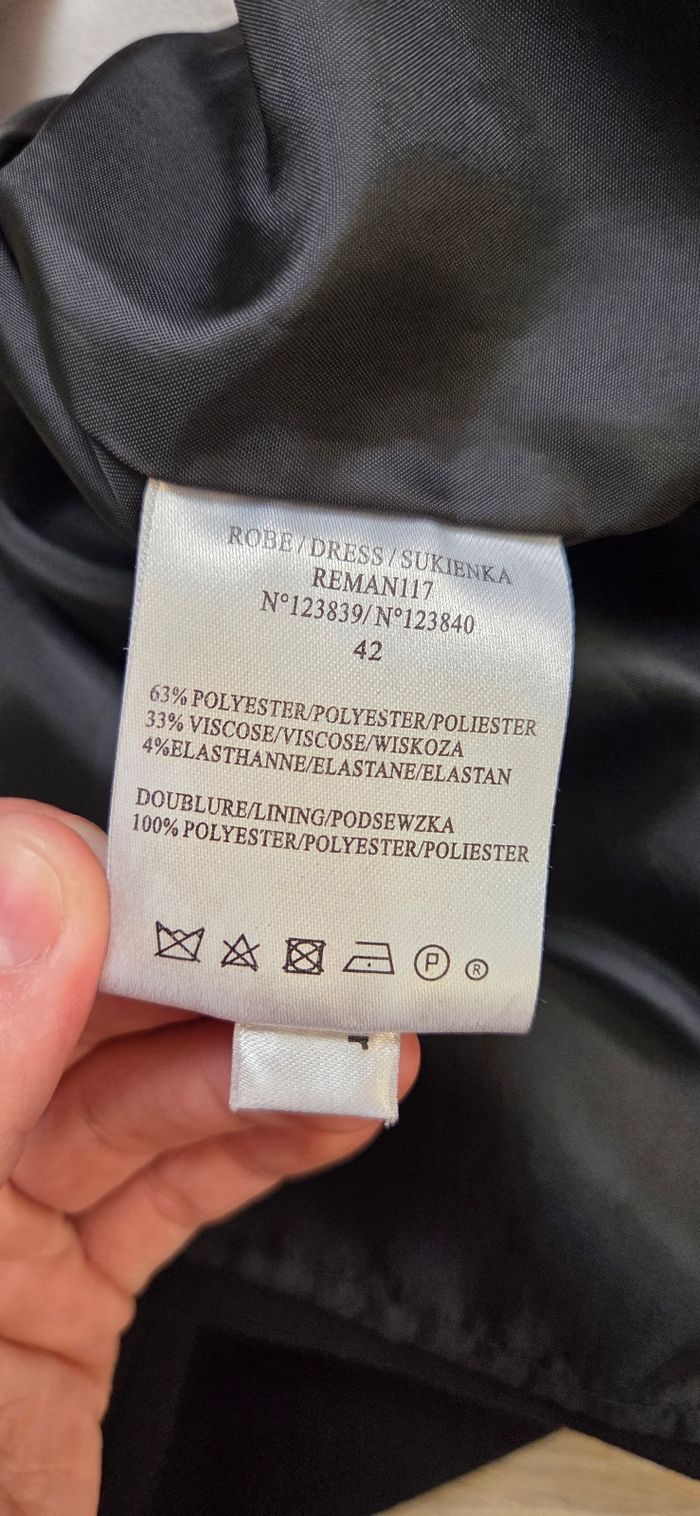 ROBE/DRESS/SUKIENKA
REMAN117
N°123839/N°123840
42
63% POLYESTER/POLYESTER/POLIESTER
33% VISCOSE/VISCOSE/WISKOZA
4%ELASTHANNE/ELASTANE/ELASTAN
DOUBLURE/LINING/PODSEWZKA
100% POLYESTER/POLYESTER/POLIESTER
P ®